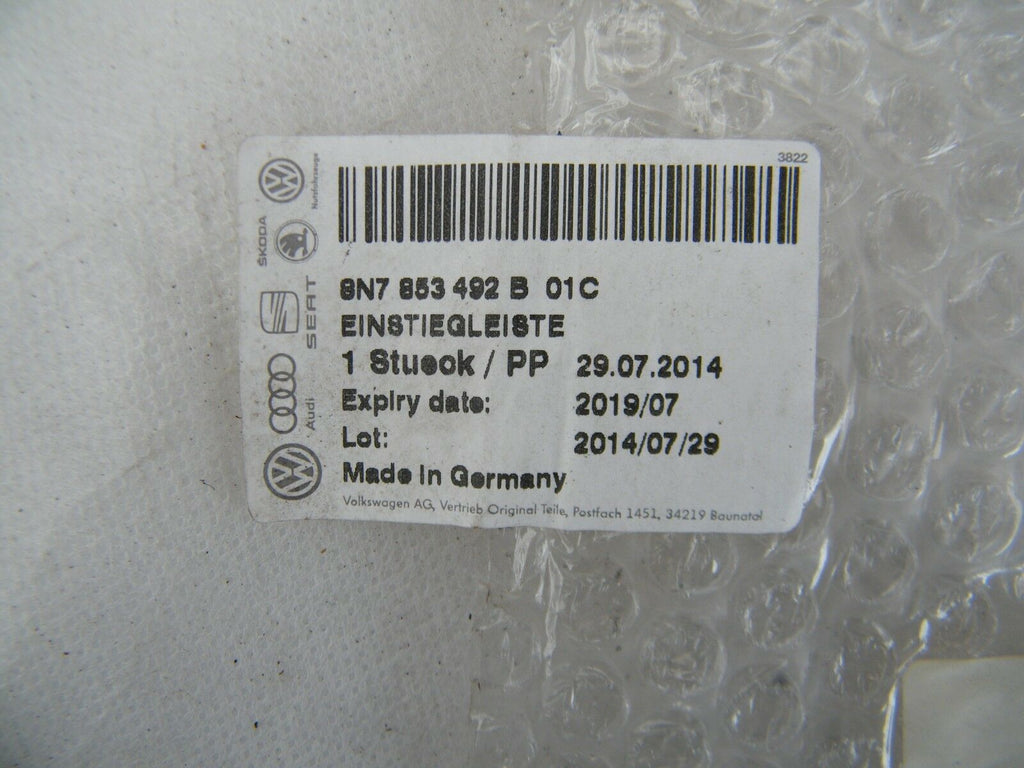 3822
Nutzfahrzeuge
ŠKODA
SEAT
Audi
8N7 853 492 B 01C
EINSTIEGLEISTE
1 Stueck / PP 29.07.2014
Expiry date: 2019/07
Lot: 2014/07/29
Made in Germany
Volkswagen AG, Vertrieb Original Teile, Postfach 1451, 34219 Baunatal